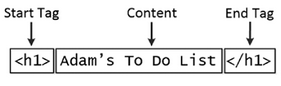 Start Tag Content End Tag
<h1> Adam's To Do List </h1>